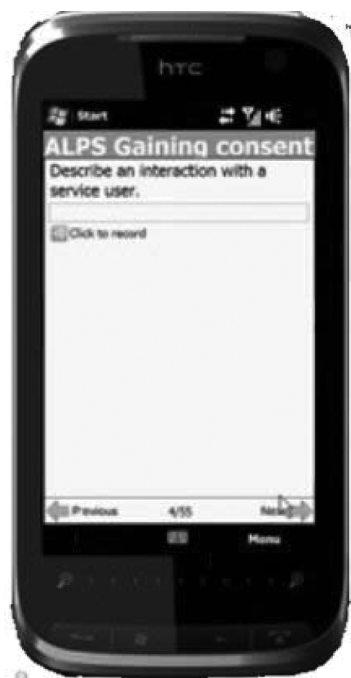 hTC
Start
ALPS Gaining consent
Describe an interaction with a
service user.
Click to record
Previous 4/55 Next
Menu